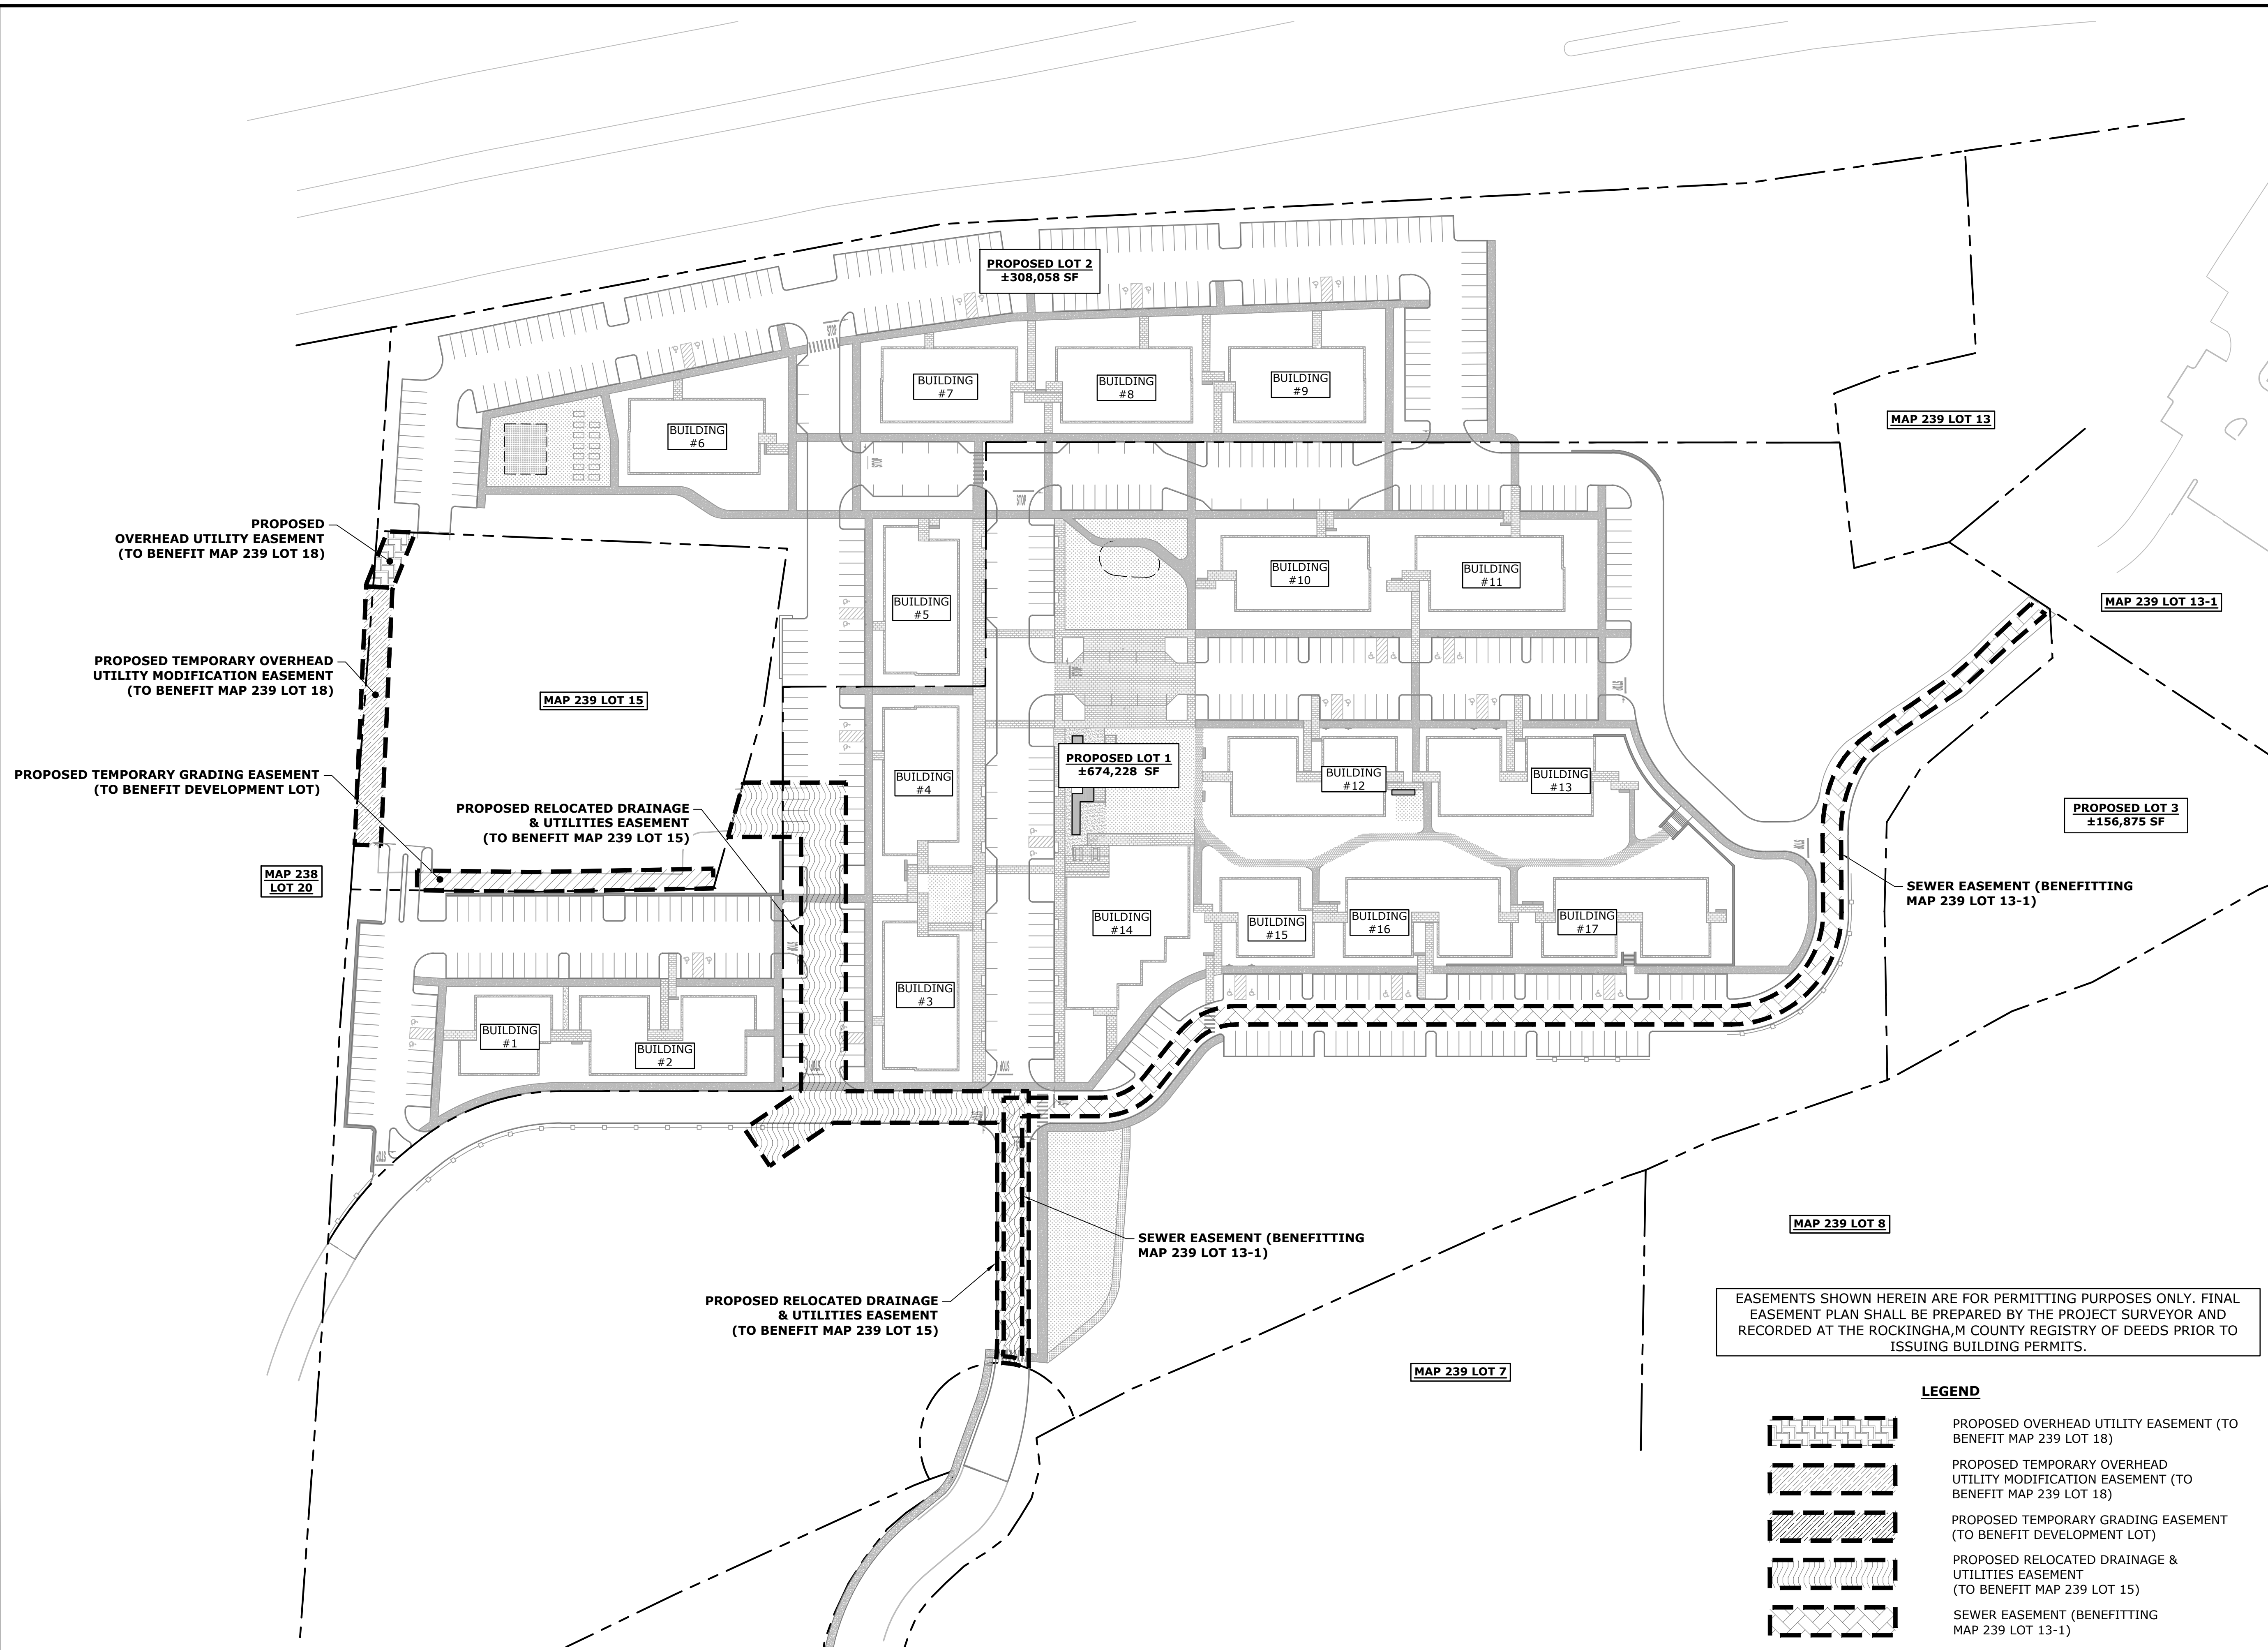 PROPOSED LOT 2
±308,058 SF
STOP
BUILDING
#7
BUILDING
#8
BUILDING
#9
BUILDING
#6
MAP 239 LOT 13
STOP
STOP
PROPOSED
OVERHEAD UTILITY EASEMENT
(TO BENEFIT MAP 239 LOT 18)
BUILDING
#10
BUILDING
#11
BUILDING
#5
MAP 239 LOT 13-1
PROPOSED TEMPORARY OVERHEAD
UTILITY MODIFICATION EASEMENT
(TO BENEFIT MAP 239 LOT 18)
MAP 239 LOT 15
STOP
STOP
PROPOSED TEMPORARY GRADING EASEMENT
(TO BENEFIT DEVELOPMENT LOT)
PROPOSED RELOCATED DRAINAGE
& UTILITIES EASEMENT
(TO BENEFIT MAP 239 LOT 15)
BUILDING
#4
PROPOSED LOT 1
±674,228 SF
BUILDING
#12
BUILDING
#13
PROPOSED LOT 3
±156,875 SF
STOP
MAP 238
LOT 20
SEWER EASEMENT (BENEFITTING
MAP 239 LOT 13-1)
BUILDING
#14
BUILDING
#15
BUILDING
#16
BUILDING
#17
STOP
BUILDING
#3
BUILDING
#1
BUILDING
#2
STOP
STOP
STOP
STOP
MAP 239 LOT 8
SEWER EASEMENT (BENEFITTING
MAP 239 LOT 13-1)
PROPOSED RELOCATED DRAINAGE
& UTILITIES EASEMENT
(TO BENEFIT MAP 239 LOT 15)
MAP 239 LOT 7
EASEMENTS SHOWN HEREIN ARE FOR PERMITTING PURPOSES ONLY. FINAL
EASEMENT PLAN SHALL BE PREPARED BY THE PROJECT SURVEYOR AND
RECORDED AT THE ROCKINGHA,M COUNTY REGISTRY OF DEEDS PRIOR TO
ISSUING BUILDING PERMITS.
LEGEND
PROPOSED OVERHEAD UTILITY EASEMENT (TO
BENEFIT MAP 239 LOT 18)
PROPOSED TEMPORARY OVERHEAD
UTILITY MODIFICATION EASEMENT (TO
BENEFIT MAP 239 LOT 18)
PROPOSED TEMPORARY GRADING EASEMENT
(TO BENEFIT DEVELOPMENT LOT)
PROPOSED RELOCATED DRAINAGE &
UTILITIES EASEMENT
(TO BENEFIT MAP 239 LOT 15)
SEWER EASEMENT (BENEFITTING
MAP 239 LOT 13-1)